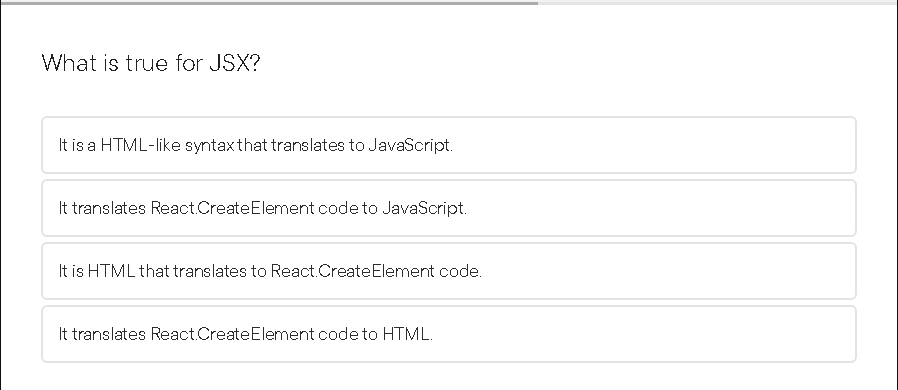 What is true for JSX?
It is a HTML-like syntax that translates to JavaScript.
It translates React.CreateElement code to JavaScript.
It is HTML that translates to React.CreateElement code.
It translates React.CreateElement code to HTML.